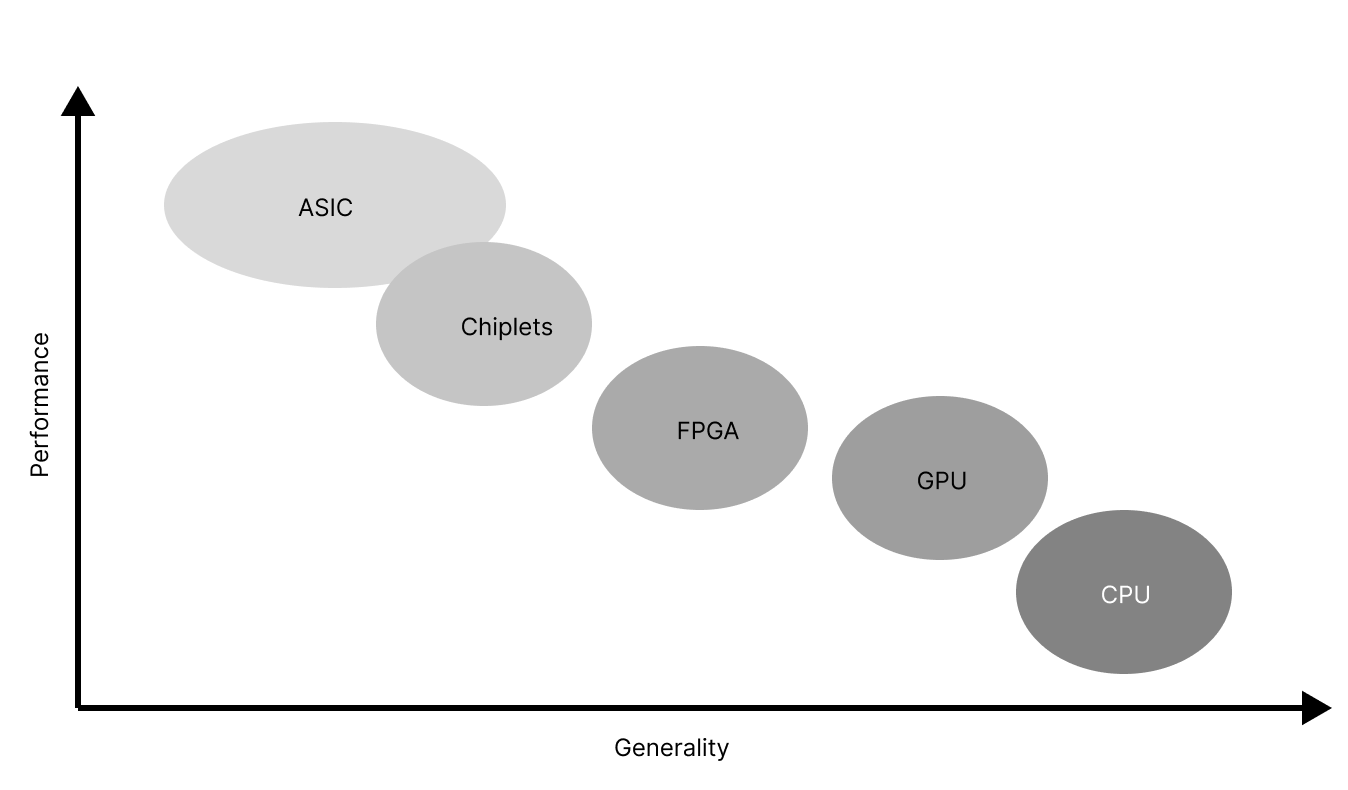 ASIC
Chiplets
Performance
FPGA
GPU
CPU
Generality